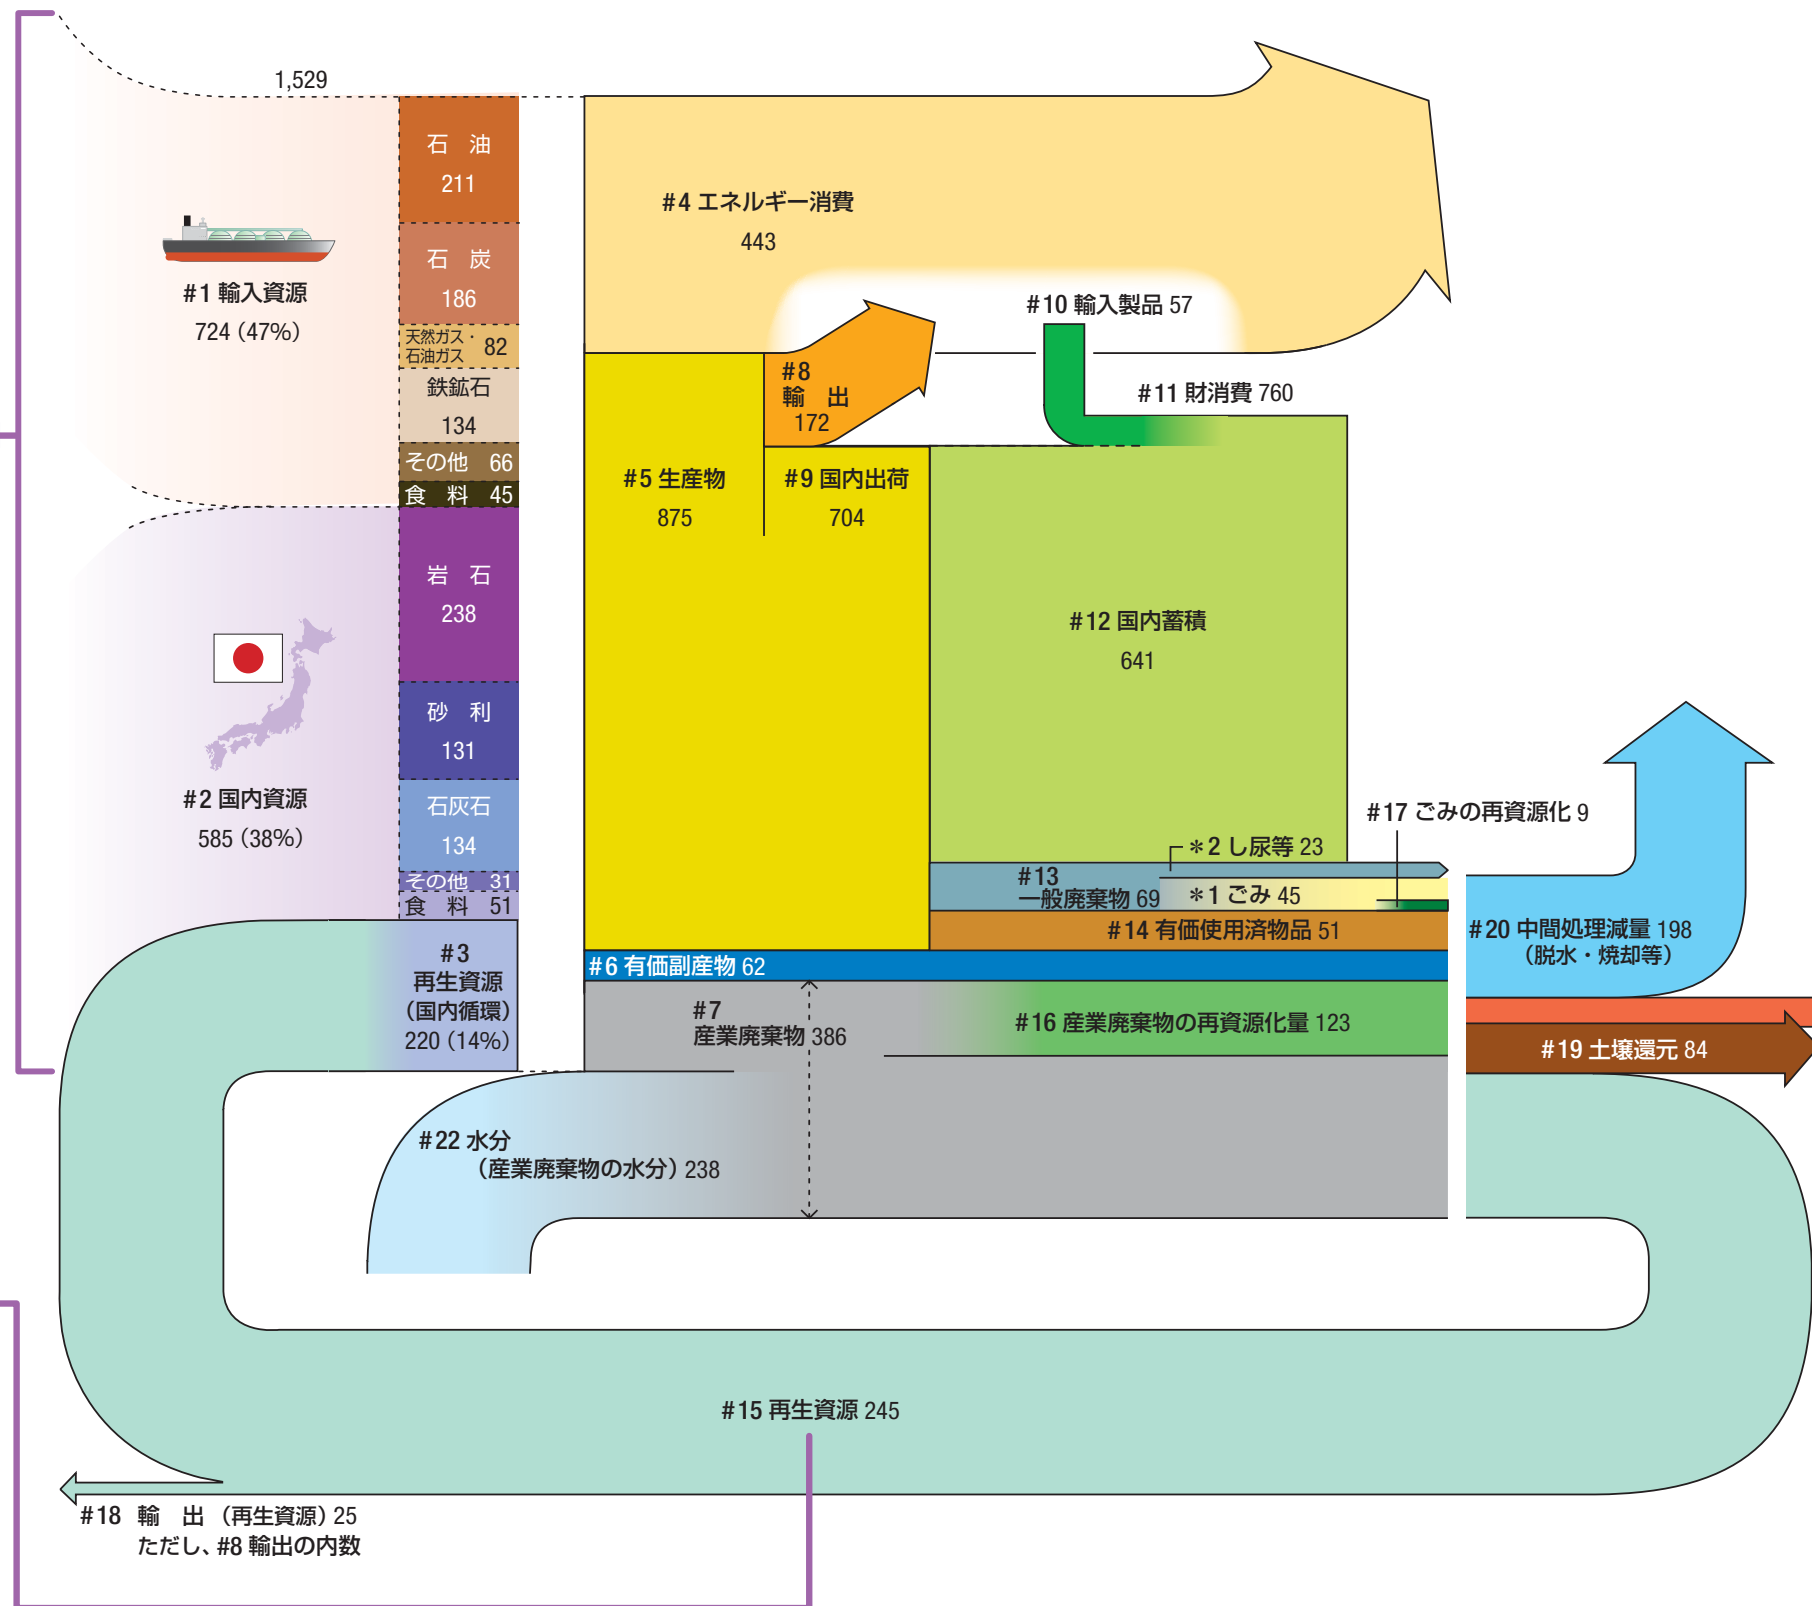 1,529
石　油
211
石　炭
186
天然ガス・
石油ガス 82
鉄鉱石
134
その他 66
食　料 45
#1 輸入資源
724（47%）
岩　石
238
砂　利
131
石灰石
134
その他 31
食　料 51
#2 国内資源
585（38%）
#3
再生資源
（国内循環）
220（14%）
#4 エネルギー消費
443
#5 生産物
875
#8
輸　出
172
#9 国内出荷
704
#10 輸入製品 57
#11 財消費 760
#12 国内蓄積
641
#17 ごみの再資源化 9
＊2 し尿等 23
#13
一般廃棄物 69
＊1 ごみ 45
#14 有価使用済物品 51
#6 有価副産物 62
#7
産業廃棄物 386
#16 産業廃棄物の再資源化量 123
#20 中間処理減量 198
（脱水・焼却等）
#19 土壌還元 84
#22 水分
（産業廃棄物の水分）238
#15 再生資源 245
#18 輸　出 （再生資源）25
ただし、#8 輸出の内数